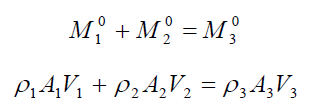 M₁⁰ + M₂⁰ = M₃⁰
ρ₁A₁V₁ + ρ₂A₂V₂ = ρ₃A₃V₃